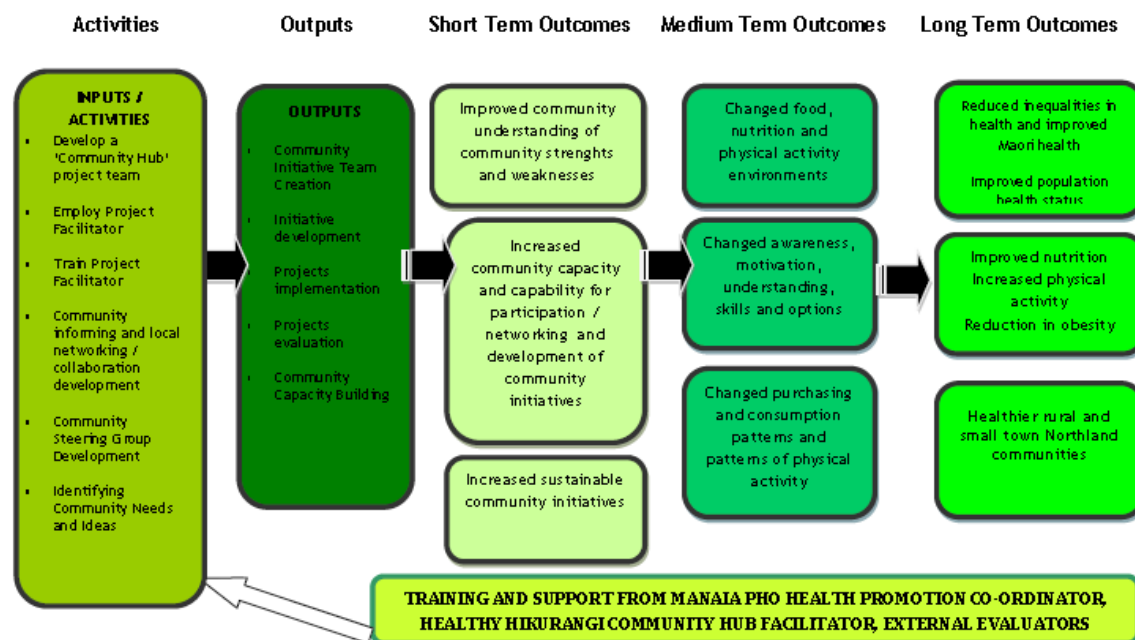 Activities
Outputs
Short Term Outcomes
Medium Term Outcomes
Long Term Outcomes
INPUTS /
ACTIVITIES
Develop a
'Community Hub'
project team
Employ Project
Facilitator
Train Project
Facilitator
Community
informing and local
networking /
collaboration
development
Community
Steering Group
Development
Identifying
Community Needs
and Ideas
OUTPUTS
Community
Initiative Team
Creation
Initiative
development
Projects
implementation
Projects
evaluation
Community
Capacity Building
Improved community
understanding of
community strenghts
and weaknesses
Increased
community capacity
and capability for
participation /
networking and
development of
community
initiatives
Increased sustainable
community initiatives
Changed food,
nutrition and
physical activity
environments
Changed awareness,
motivation,
understanding,
skills and options
Changed purchasing
and consumption
patterns and
patterns of physical
activity
Reduced inequalities in
health and improved
Maori health
Improved population
health status
Improved nutrition
Increased physical
activity
Reduction in obesity
Healthier rural and
small town Northland
communities
TRAINING AND SUPPORT FROM MANAIA PHO HEALTH PROMOTION CO-ORDINATOR,
HEALTHY HIKURANGI COMMUNITY HUB FACILITATOR, EXTERNAL EVALUATORS